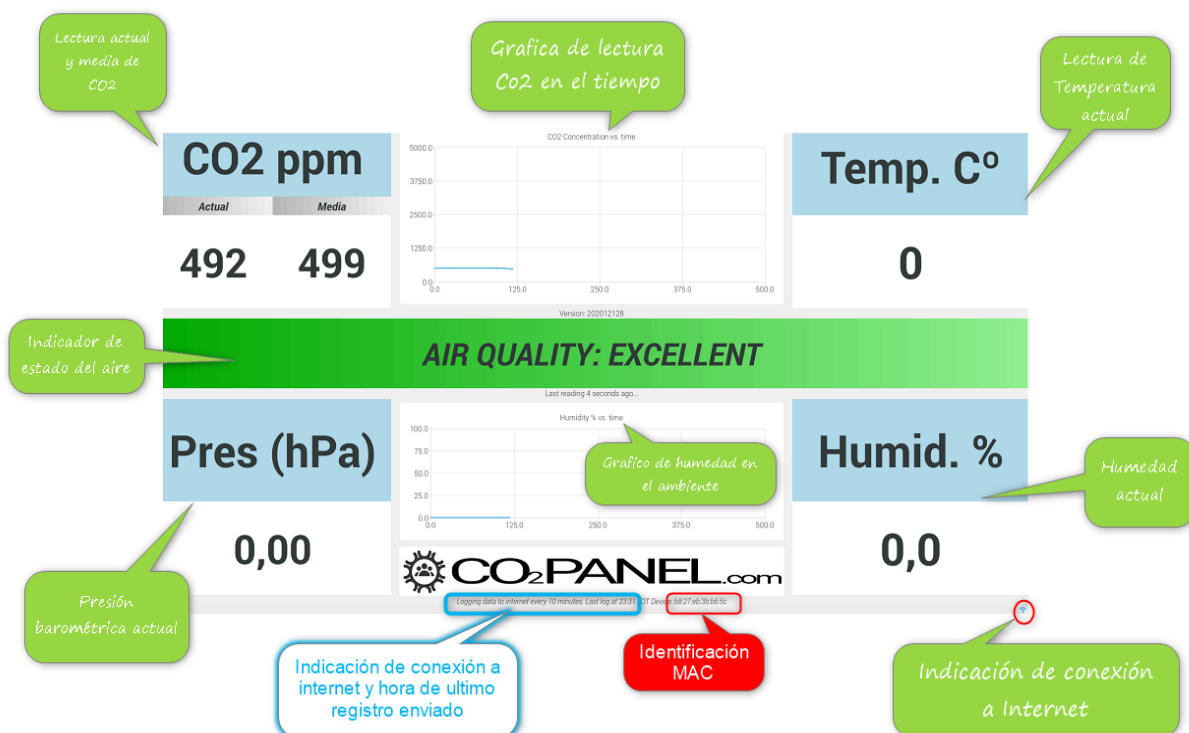 Lectura actual
y media de
CO2
Grafica de lectura
Co2 en el tiempo
Lectura de
Temperatura
actual
CO2 ppm
Actual
Media
492
499
CO2 Concentration vs. time
5000.0
3750.0
2500.0
1250.0
0.0
0.0
125.0
250.0
375.0
500.0
Temp. Cº
0
Version: 202012128
Indicador de
estado del aire
AIR QUALITY: EXCELLENT
Last reading 4 seconds ago...
Pres (hPa)
0,00
Humidity % vs. time
100.0
75.0
50.0
25.0
0.0
0.0
125.0
250.0
375.0
500.0
Grafico de humedad en
el ambiente
Humid. %
0,0
Humedad
actual
CO2PANEL.com
Logging data to internet every 10 minutes. Last log at 23:31 Device: b8:27:eb:3b:b6:5c
Presión
barométrica actual
Indicación de conexión a
internet y hora de ultimo
registro enviado
Identificación
MAC
Indicación de conexión
a Internet